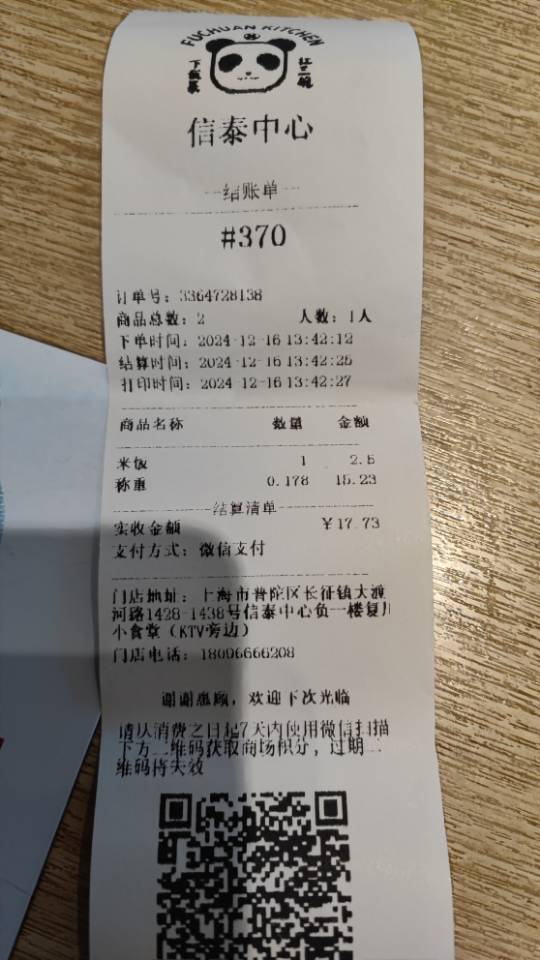 FUCHUAN KITCHEN
信泰中心
结账单
#370
订单号：3364728138
商品总数：2 人数：1人
下单时间：2024-12-16 13:42:12
结算时间：2024-12-16 13:42:25
打印时间：2024-12-16 13:42:27
商品名称 数量 金额
米饭 1 2.5
称重 0.178 15.23
结算清单
实收金额 ￥17.73
支付方式：微信支付
门店地址：上海市普陀区长征镇大渡
河路1428-1438号信泰中心负一楼复川
小食堂（KTV旁边）
门店电话：18096666208
谢谢惠顾，欢迎下次光临
请从消费之日起7天内使用微信扫描
下方二维码获取商场积分，过期二
维码将失效